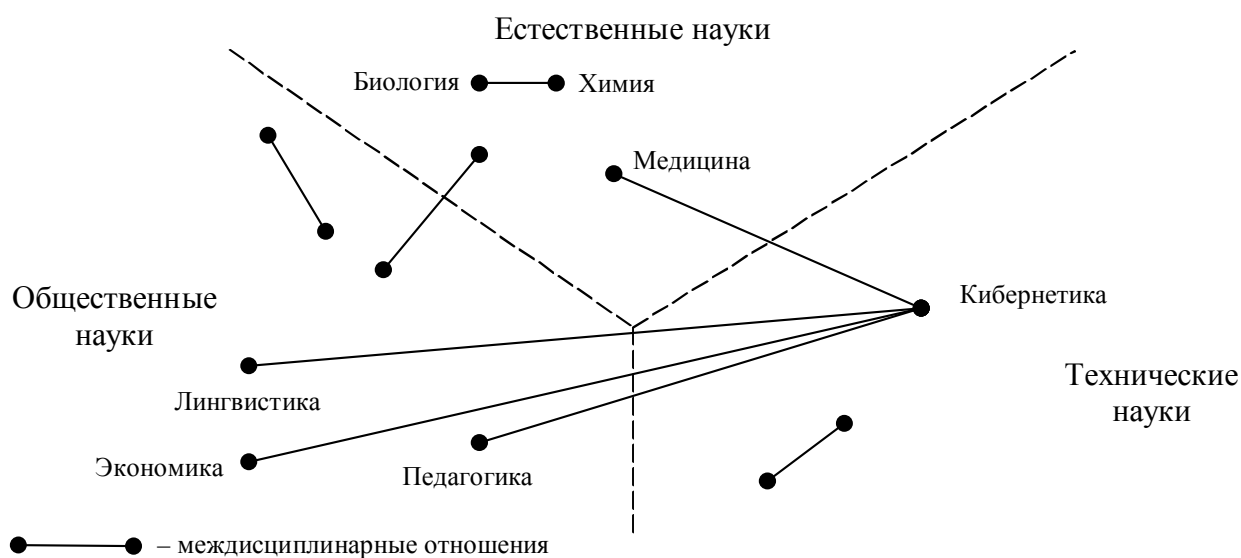 Естественные науки
Биология
Химия
Медицина
Общественные
науки
Кибернетика
Лингвистика
Технические
науки
Экономика
Педагогика
– междисциплинарные отношения